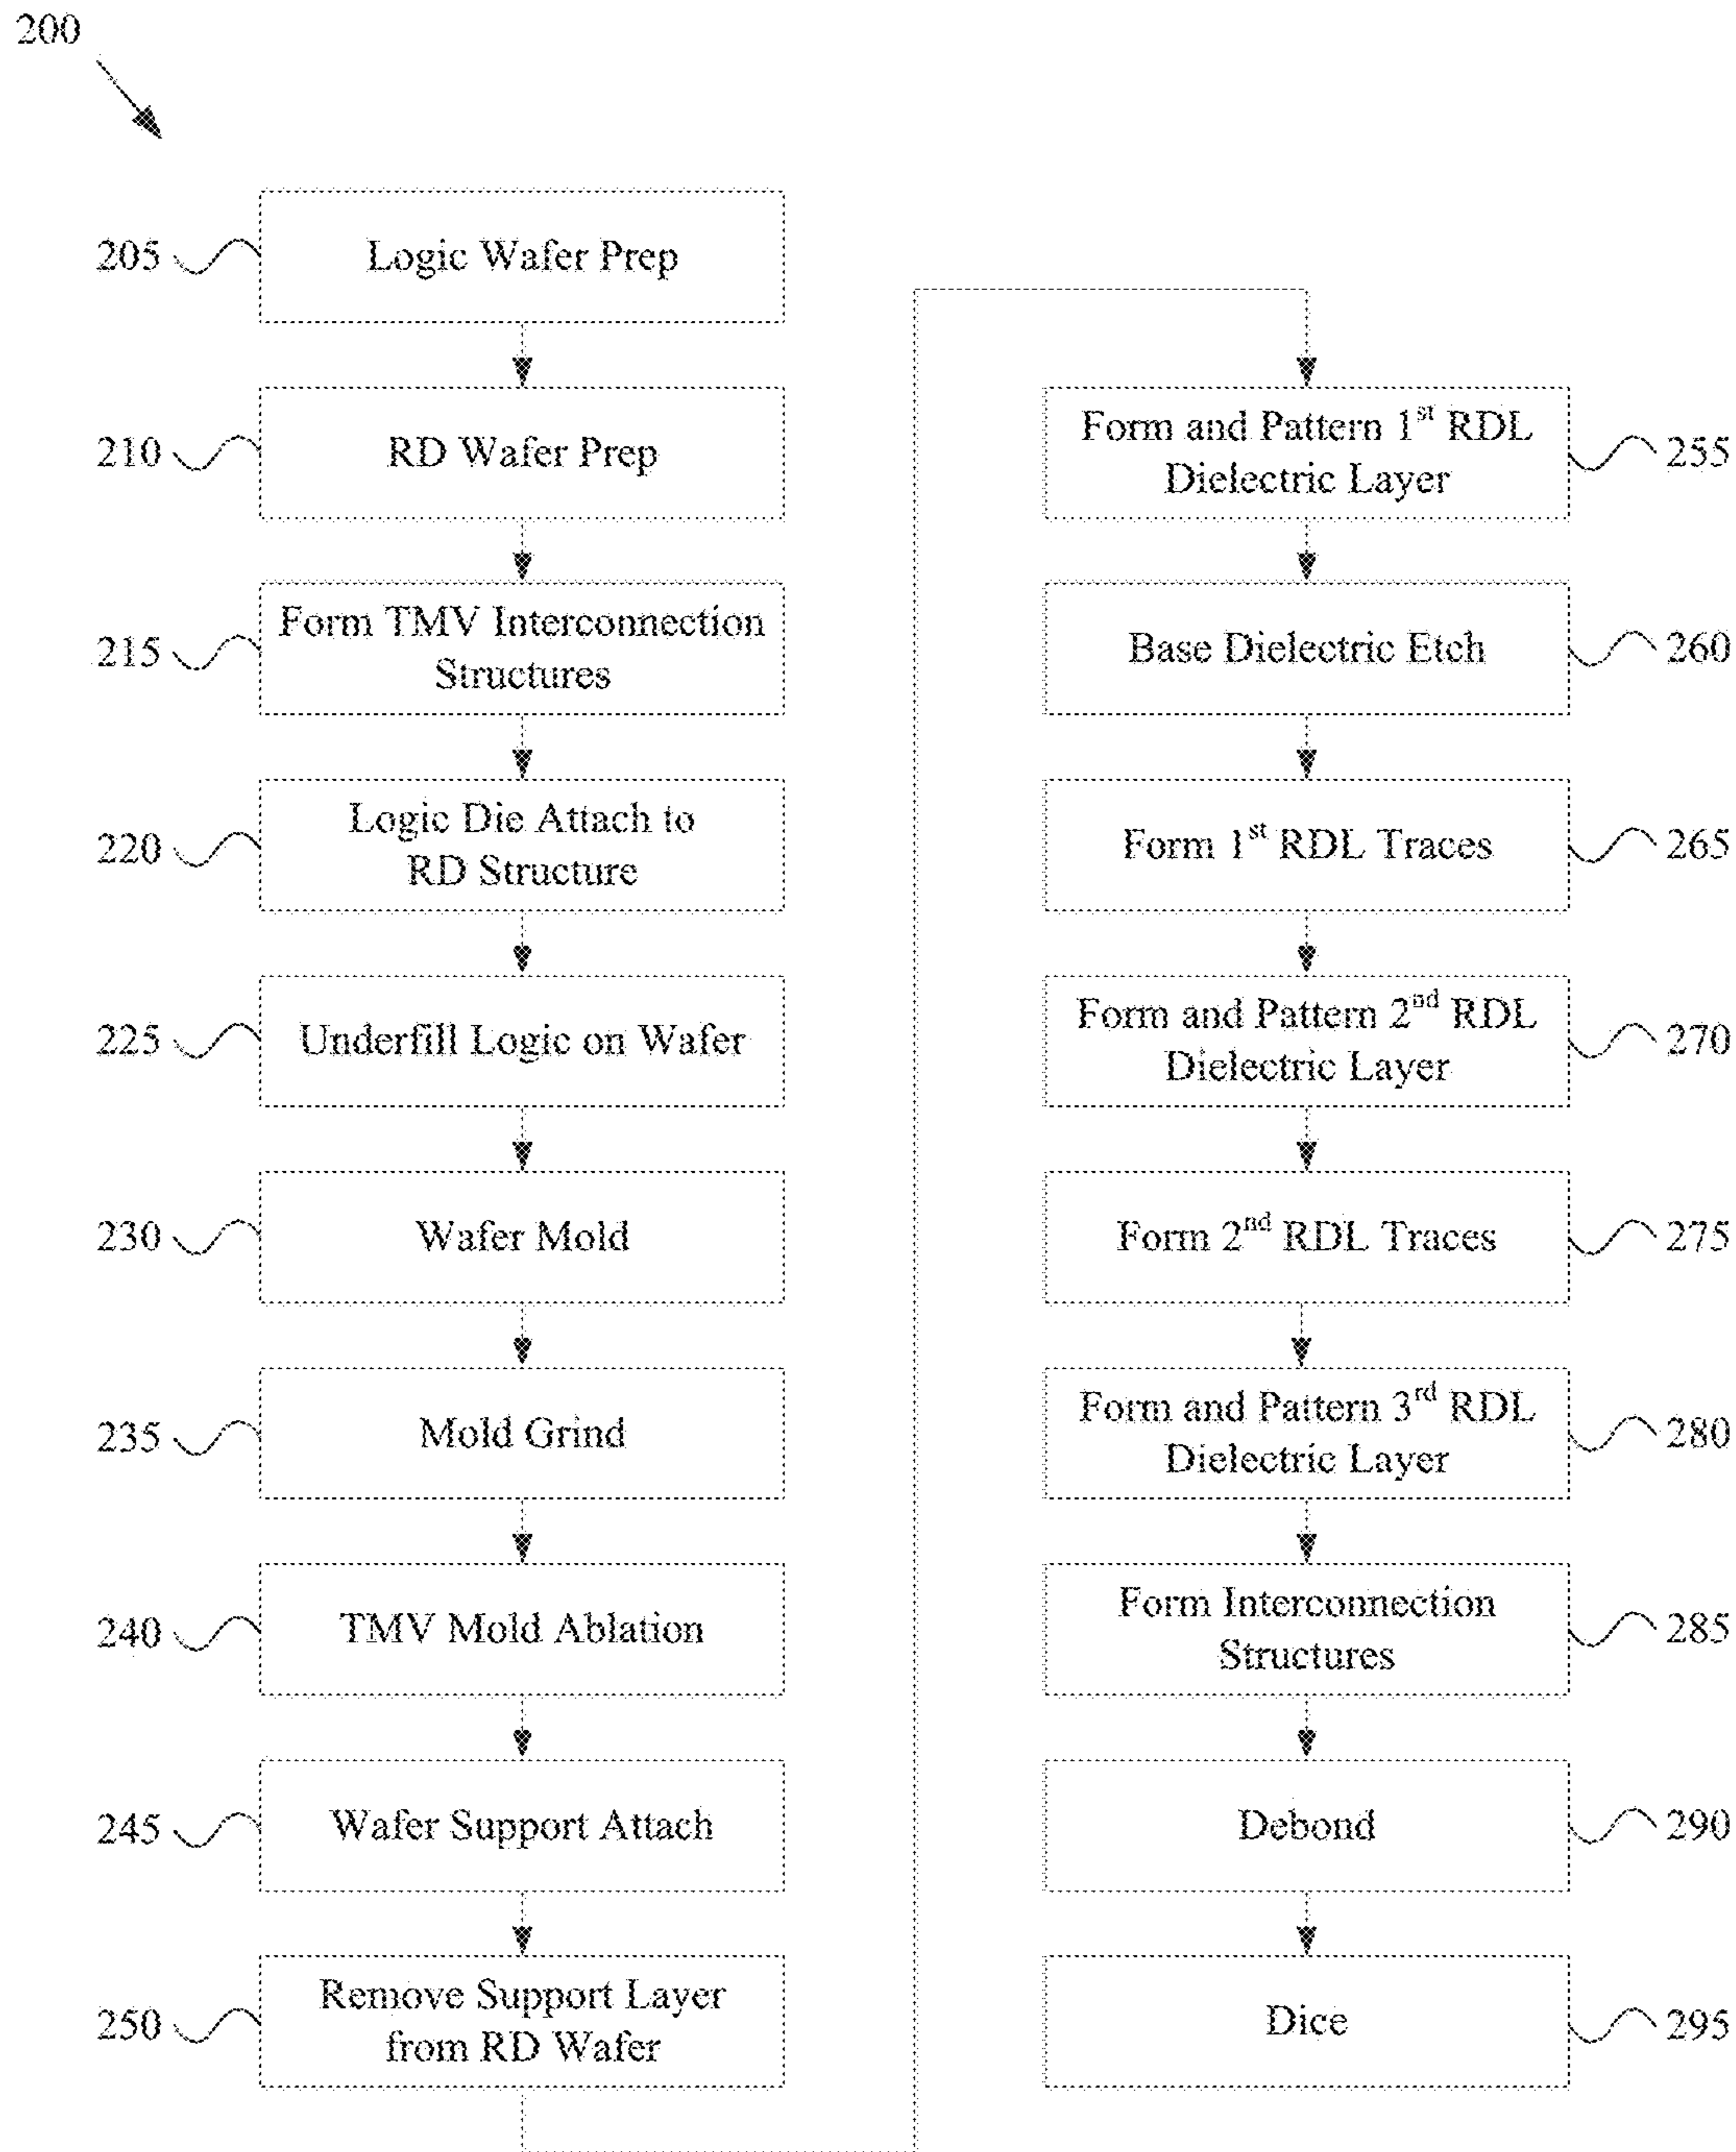 200
205
Logic Wafer Prep
210
RD Wafer Prep
215
Form TMV Interconnection
Structures
220
Logic Die Attach to
RD Structure
225
Underfill Logic on Wafer
230
Wafer Mold
235
Mold Grind
240
TMV Mold Ablation
245
Wafer Support Attach
250
Remove Support Layer
from RD Wafer
Form and Pattern 1st RDL
Dielectric Layer
255
Base Dielectric Etch
260
Form 1st RDL Traces
265
Form and Pattern 2nd RDL
Dielectric Layer
270
Form 2nd RDL Traces
275
Form and Pattern 3rd RDL
Dielectric Layer
280
Form Interconnection
Structures
285
Debond
290
Dice
295